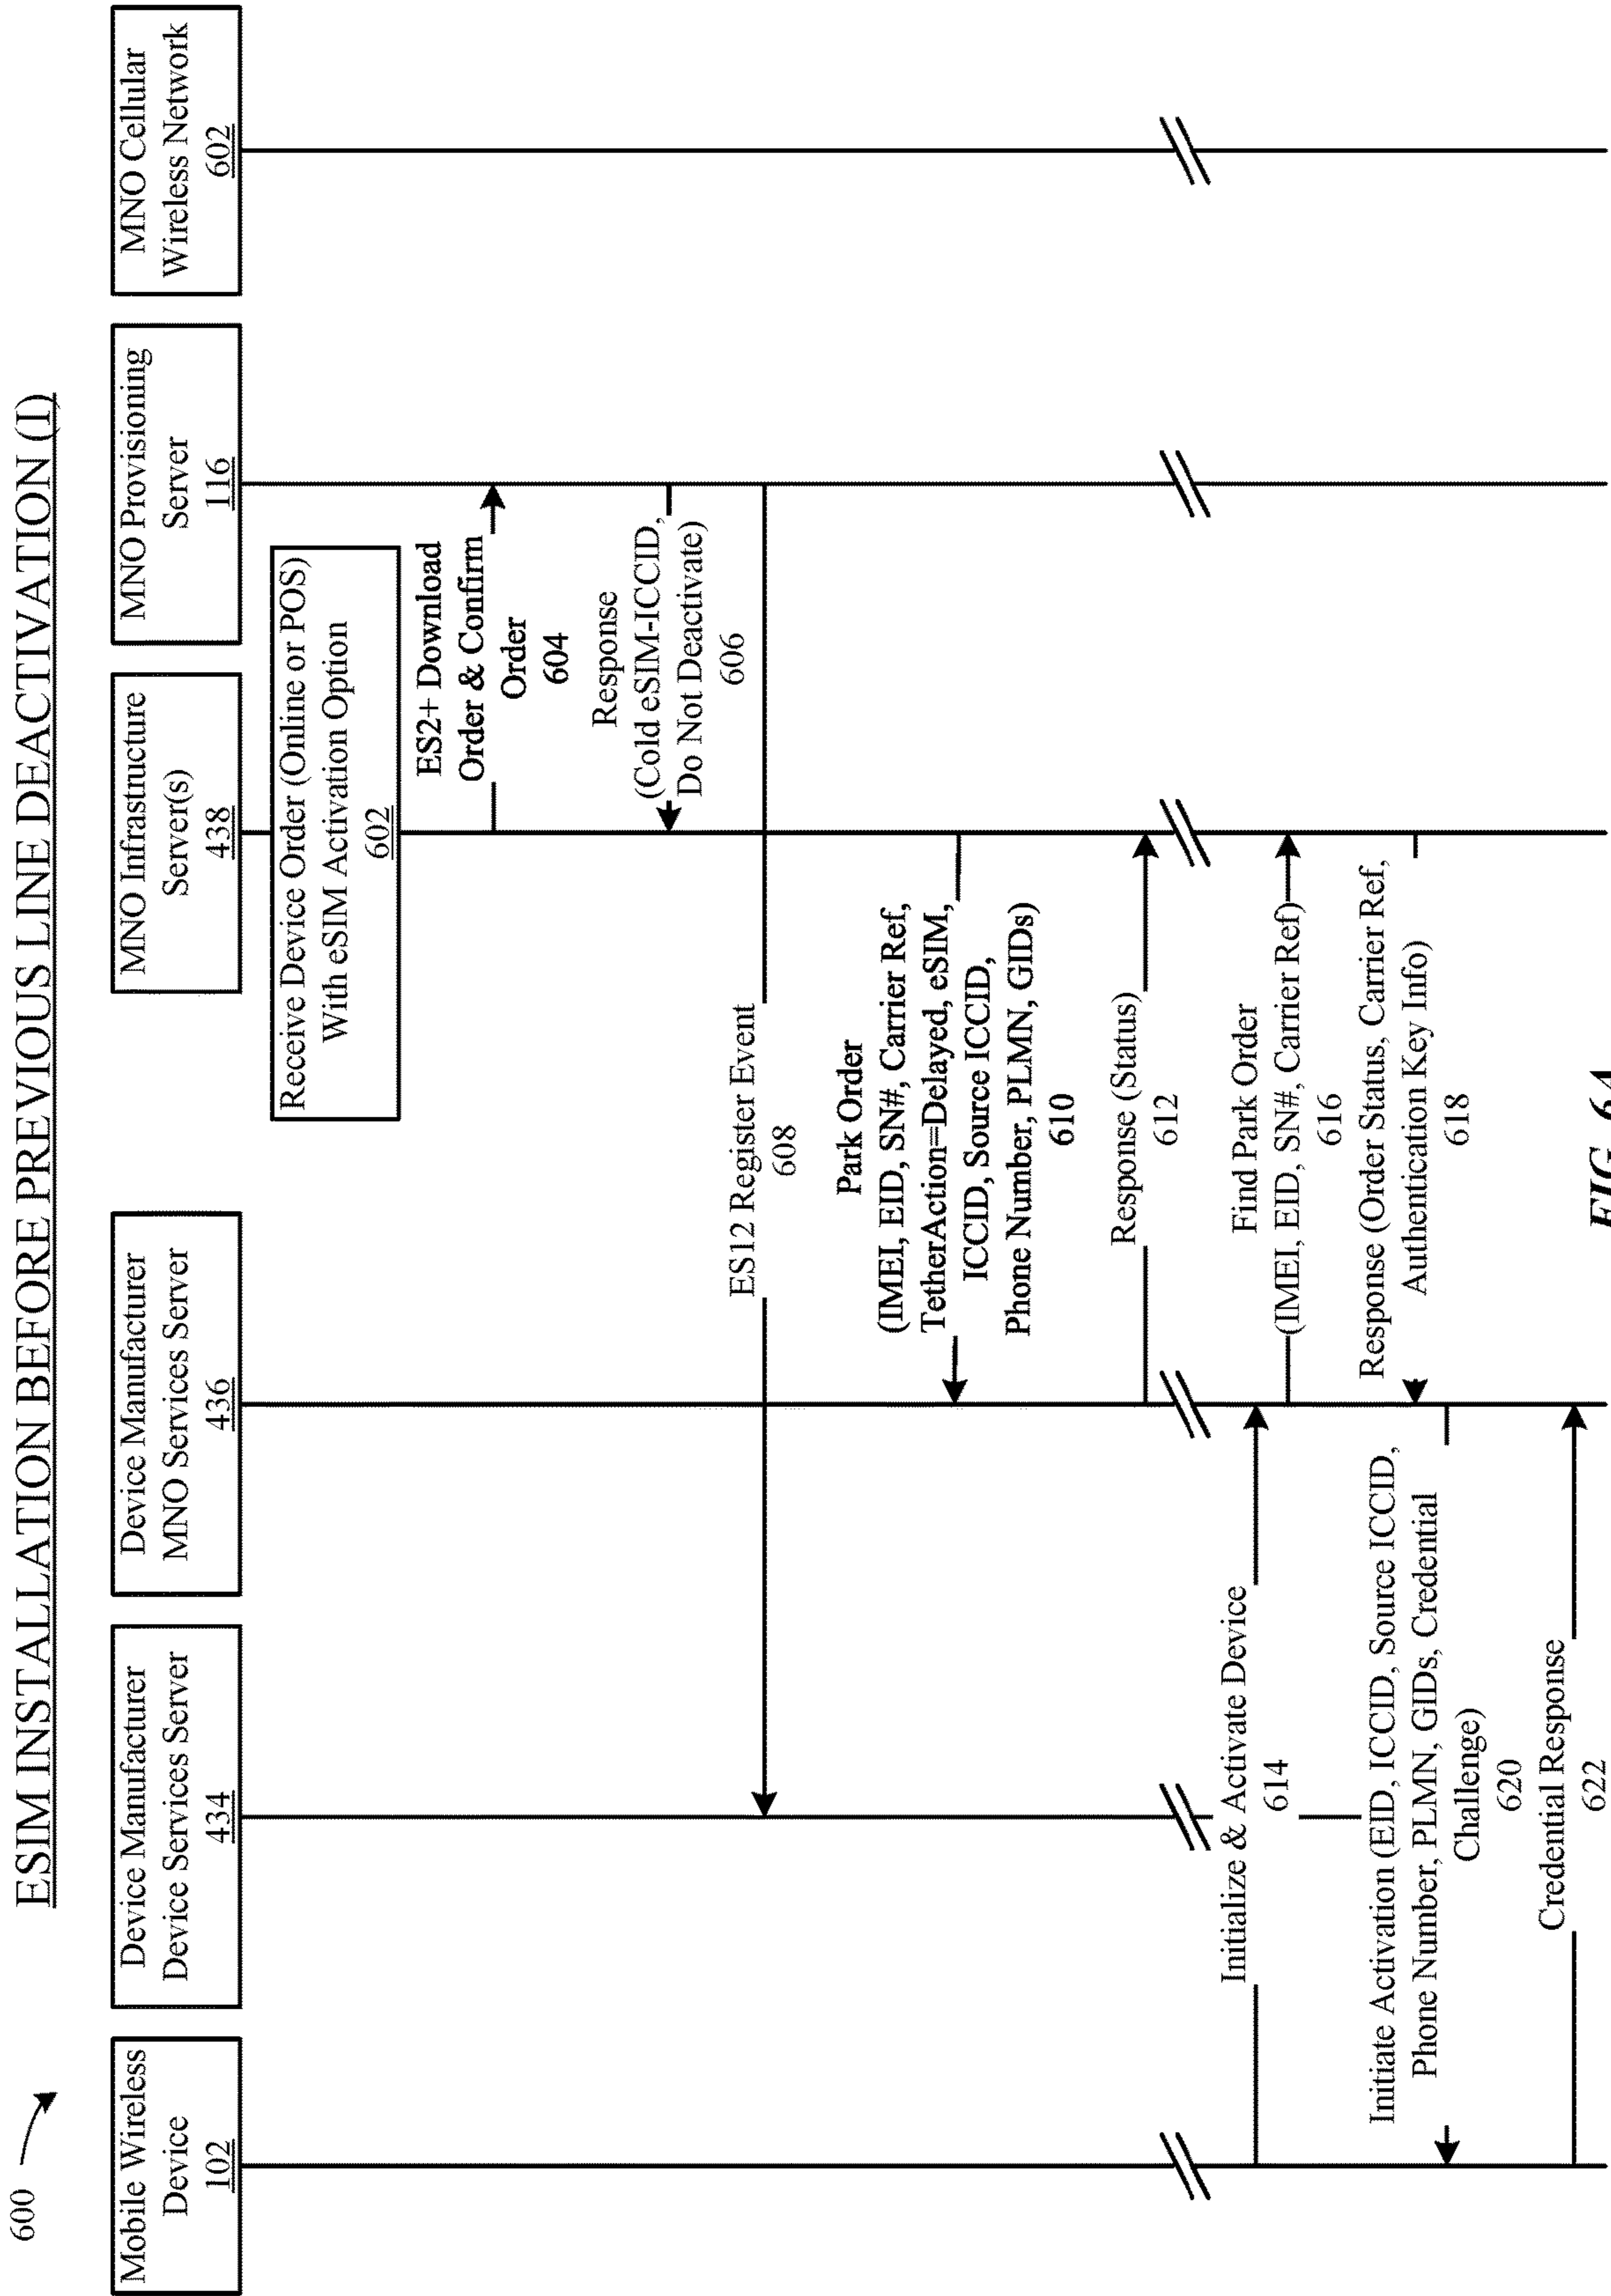 600
ESIM INSTALLATION BEFORE PREVIOUS LINE DEACTIVATION (I)
Mobile Wireless
Device
102
Device Manufacturer
Device Services Server
434
Device Manufacturer
MNO Services Server
436
MNO Infrastructure
Server(s)
438
MNO Provisioning
Server
116
MNO Cellular
Wireless Network
602
Receive Device Order (Online or POS)
With eSIM Activation Option
602
ES2+ Download
Order & Confirm
Order
604
Response
(Cold eSIM-ICCID,
Do Not Deactivate)
606
ES12 Register Event
608
Park Order
(IMEI, EID, SN#, Carrier Ref,
TetherAction=Delayed, eSIM,
ICCID, Source ICCID,
Phone Number, PLMN, GIDs)
610
Response (Status)
612
Initialize & Activate Device
614
Find Park Order
(IMEI, EID, SN#, Carrier Ref)
616
Response (Order Status, Carrier Ref,
Authentication Key Info)
618
Initiate Activation (EID, ICCID, Source ICCID,
Phone Number, PLMN, GIDs, Credential
Challenge)
620
Credential Response
622
FIG. 6A